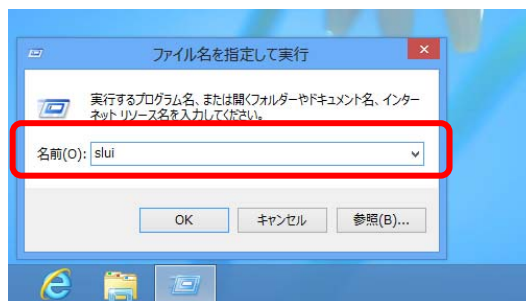 ファイル名を指定して実行
実行するプログラム名、または開くフォルダーやドキュメント名、インター
ネット リソース名を入力してください。
名前(O): slui
OK キャンセル 参照(B)...